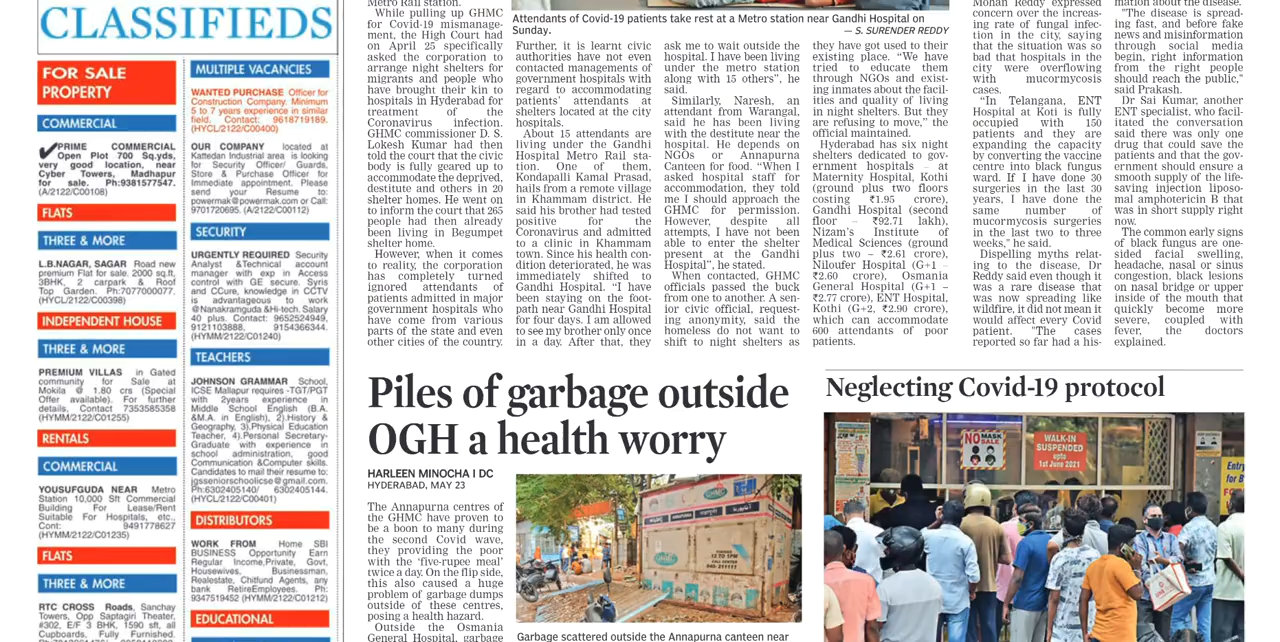 CLASSIFIEDS
FOR SALE
PROPERTY
COMMERCIAL
PRIME COMMERCIAL
Open Plot 700 Sq.yds,
very good location, near
Cyber Towers, Madhapur
for sale. Ph:9381577547.
(A/2122/C00108)
FLATS
THREE & MORE
L.B.NAGAR, SAGAR Road new
premium Flat for sale. 2000 sq.ft,
3BHK, 2 carpark & Roof
Top Garden. Ph:7077000077.
(HYCL/2122/C00398)
INDEPENDENT HOUSE
THREE & MORE
PREMIUM VILLAS in Gated
community for Sale at
Mokila @ 1.80 crs (Special
Offer available). For further
details, Contact 7353585358
(HYMM/2122/C01255)
RENTALS
COMMERCIAL
YOUSUFGUDA NEAR Metro
Station 10,000 Sft Commercial
Building For Lease/Rent
Suitable For Hospitals, etc.,
Cont: 9491778627
(HYMM/2122/C01235)
FLATS
THREE & MORE
RTC CROSS Roads, Sanchay
Towers, Opp Saptagiri Theater,
#302, E/F 3 BHK, 1590 sft, all
Cupboards, Fully Furnished.
MULTIPLE VACANCIES
WANTED PURCHASE Officer for
Construction Company. Minimum
5 to 7 years experience in similar
field. Contact: 9618719189.
(HYCL/2122/C00400)
OUR COMPANY located at
Kattedan Industrial area is looking
for Security Officer/ Guards,
Store & Purchase Officer for
Immediate appointment. Please
send your Resume to:
powermak@powermak.com or Call:
9701720695. (A/2122/C00112)
SECURITY
URGENTLY REQUIRED Security
Analyst &Technical account
manager with exp in Access
control with GE secure. Syris
and CCure, knowledge in CCTV
is advantageous to work
@Nanakramguda &Hi-tech. Salary
40 plus. Contact: 9652524949,
9121103888, 9154366344.
(HYMM/2122/C01240)
TEACHERS
JOHNSON GRAMMAR School,
ICSE Mallapur requires -TGT/PGT
with 2years experience in
Middle School English (B.A.
&M.A. in English), 2).History &
Geography, 3).Physical Education
Teacher, 4).Personal Secretary-
Graduate with experience in
school administration, good
Communication &Computer skills.
Candidates to mail their resume to:
jgsseniorschoolicse@gmail.com.
Ph:6302405140/ 6302405144.
(HYCL/2122/C00401)
DISTRIBUTORS
WORK FROM Home SBI
BUSINESS Opportunity Earn
Regular Income,Private, Govt,
Housewives, Businessman,
Realestate, Chitfund Agents, any
bank RetireEmployees. Ph:
9347519452 (HYMM/2122/C01212)
EDUCATIONAL
Metro Rail station.
While pulling up GHMC
for Covid-19 mismanage-
ment, the High Court had
on April 25 specifically
asked the corporation to
arrange night shelters for
migrants and people who
have brought their kin to
hospitals in Hyderabad for
treatment of the
Coronavirus infection.
GHMC commissioner D. S.
Lokesh Kumar had then
told the court that the civic
body is fully geared up to
accommodate the deprived,
destitute and others in 20
shelter homes. He went on
to inform the court that 265
people had then already
been living in Begumpet
shelter home.
However, when it comes
to reality, the corporation
has completely turned
ignored attendants of
patients admitted in major
government hospitals who
have come from various
parts of the state and even
other cities of the country.
Attendants of Covid-19 patients take rest at a Metro station near Gandhi Hospital on
Sunday.
— S. SURENDER REDDY
Further, it is learnt civic
authorities have not even
contacted managements of
government hospitals with
regard to accommodating
patients' attendants at
shelters located at the city
hospitals.
About 15 attendants are
living under the Gandhi
Hospital Metro Rail sta-
tion. One of them,
Kondapalli Kamal Prasad,
hails from a remote village
in Khammam district. He
said his brother had tested
positive for the
Coronavirus and admitted
to a clinic in Khammam
town. Since his health con-
dition deteriorated, he was
immediately shifted to
Gandhi Hospital. "I have
been staying on the foot-
path near Gandhi Hospital
for four days. I am allowed
to see my brother only once
in a day. After that, they
ask me to wait outside the
hospital. I have been living
under the metro station
along with 15 others", he
said.
Similarly, Naresh, an
attendant from Warangal,
said he has been living
with the destitute near the
hospital. He depends on
NGOs or Annapurna
Canteen for food. "When I
asked hospital staff for
accommodation, they told
me I should approach the
GHMC for permission.
However, despite all
attempts, I have not been
able to enter the shelter
present at the Gandhi
Hospital", he stated.
When contacted, GHMC
officials passed the buck
from one to another. A sen-
ior civic official, request-
ing anonymity, said the
homeless do not want to
shift to night shelters as
they have got used to their
existing place. "We have
tried to educate them
through NGOs and exist-
ing inmates about the facil-
ities and quality of living
in night shelters. But they
are refusing to move," the
official maintained.
Hyderabad has six night
shelters dedicated to gov-
ernment hospitals – at
Maternity Hospital, Kothi
(ground plus two floors
costing ₹1.95 crore),
Gandhi Hospital (second
floor – ₹92.71 lakh),
Nizam's Institute of
Medical Sciences (ground
plus two – ₹2.61 crore),
Niloufer Hospital (G+1 –
₹2.60 crore), Osmania
General Hospital (G+1 –
₹2.77 crore), ENT Hospital,
Kothi (G+2, ₹2.90 crore),
which can accommodate
600 attendants of poor
patients.
Mohan Reddy expressed
concern over the increas-
ing rate of fungal infec-
tion in the city, saying
that the situation was so
bad that hospitals in the
city were overflowing
with mucormycosis
cases.
"In Telangana, ENT
Hospital at Koti is fully
occupied with 150
patients and they are
expanding the capacity
by converting the vaccine
centre into black fungus
ward. If I have done 30
surgeries in the last 30
years, I have done the
same number of
mucormycosis surgeries
in the last two to three
weeks," he said.
Dispelling myths relat-
ing to the disease, Dr
Reddy said even though it
was a rare disease that
was now spreading like
wildfire, it did not mean it
would affect every Covid
patient. "The cases
reported so far had a his-
mation about the disease.
"The disease is spread-
ing fast, and before fake
news and misinformation
through social media
begin, right information
from the right people
should reach the public,"
said Prakash.
Dr Sai Kumar, another
ENT specialist, who facil-
itated the conversation
said there was only one
drug that could save the
patients and that the gov-
ernment should ensure a
smooth supply of the life-
saving injection liposo-
mal amphotericin B that
was in short supply right
now.
The common early signs
of black fungus are one-
sided facial swelling,
headache, nasal or sinus
congestion, black lesions
on nasal bridge or upper
inside of the mouth that
quickly become more
severe, coupled with
fever, the doctors
explained.
Piles of garbage outside
OGH a health worry
HARLEEN MINOCHA I DC
HYDERABAD, MAY 23
The Annapurna centres of
the GHMC have proven to
be a boon to many during
the second Covid wave,
they providing the poor
with the 'five-rupee meal'
twice a day. On the flip side,
this also caused a huge
problem of garbage dumps
outside of these centres,
posing a health hazard.
Outside the Osmania
General Hospital, garbage
Garbage scattered outside the Annapurna canteen near
Neglecting Covid-19 protocol
NO MASK
SALE
WALK-IN
SUSPENDED
upto
1st June 2021
Entry
for B